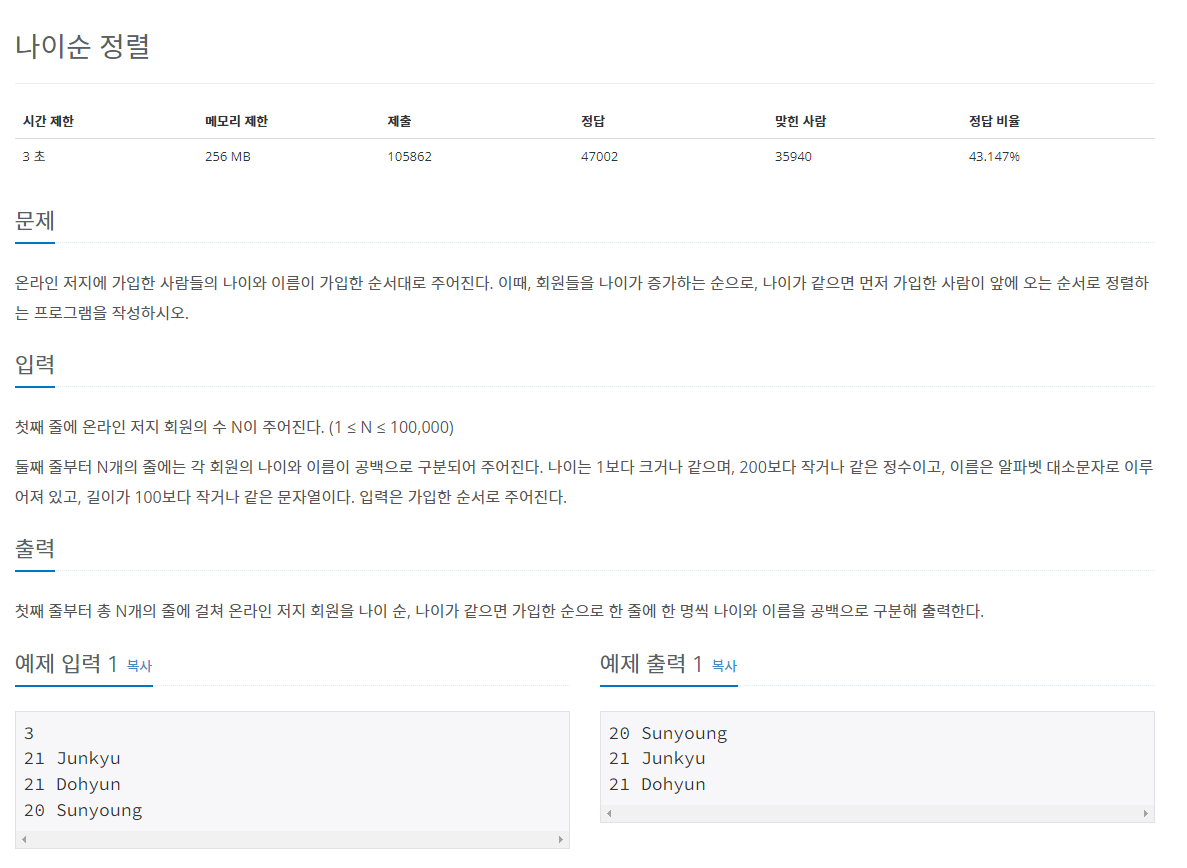 나이순 정렬
시간 제한 메모리 제한 제출 정답 맞힌 사람 정답 비율
3 초 256 MB 105862 47002 35940 43.147%
문제
온라인 저지에 가입한 사람들의 나이와 이름이 가입한 순서대로 주어진다. 이때, 회원들을 나이가 증가하는 순으로, 나이가 같으면 먼저 가입한 사람이 앞에 오는 순서로 정렬하
는 프로그램을 작성하시오.
입력
첫째 줄에 온라인 저지 회원의 수 N이 주어진다. (1 ≤ N ≤ 100,000)
둘째 줄부터 N개의 줄에는 각 회원의 나이와 이름이 공백으로 구분되어 주어진다. 나이는 1보다 크거나 같으며, 200보다 작거나 같은 정수이고, 이름은 알파벳 대소문자로 이루
어져 있고, 길이가 100보다 작거나 같은 문자열이다. 입력은 가입한 순서로 주어진다.
출력
첫째 줄부터 총 N개의 줄에 걸쳐 온라인 저지 회원을 나이 순, 나이가 같으면 가입한 순으로 한 줄에 한 명씩 나이와 이름을 공백으로 구분해 출력한다.
예제 입력 1 복사
3
21 Junkyu
21 Dohyun
20 Sunyoung
예제 출력 1 복사
20 Sunyoung
21 Junkyu
21 Dohyun